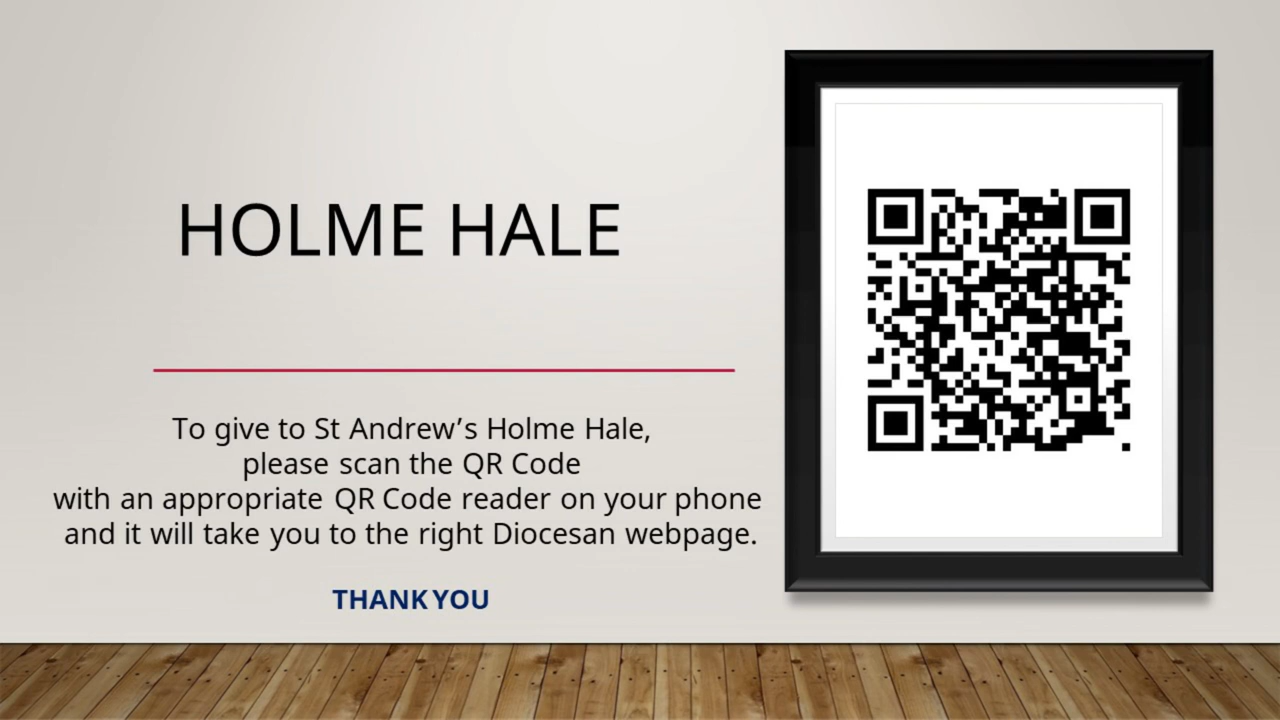 HOLME HALE
To give to St Andrew’s Holme Hale,
please scan the QR Code
with an appropriate QR Code reader on your phone
and it will take you to the right Diocesan webpage.
THANK YOU